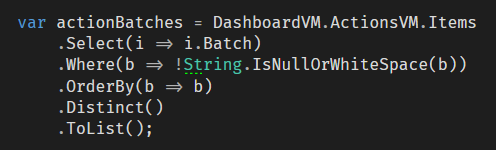 var actionBatches = DashboardVM.ActionsVM.Items
.Select(i => i.Batch)
.Where(b => !String.IsNullOrWhiteSpace(b))
.OrderBy(b => b)
.Distinct()
.ToList();